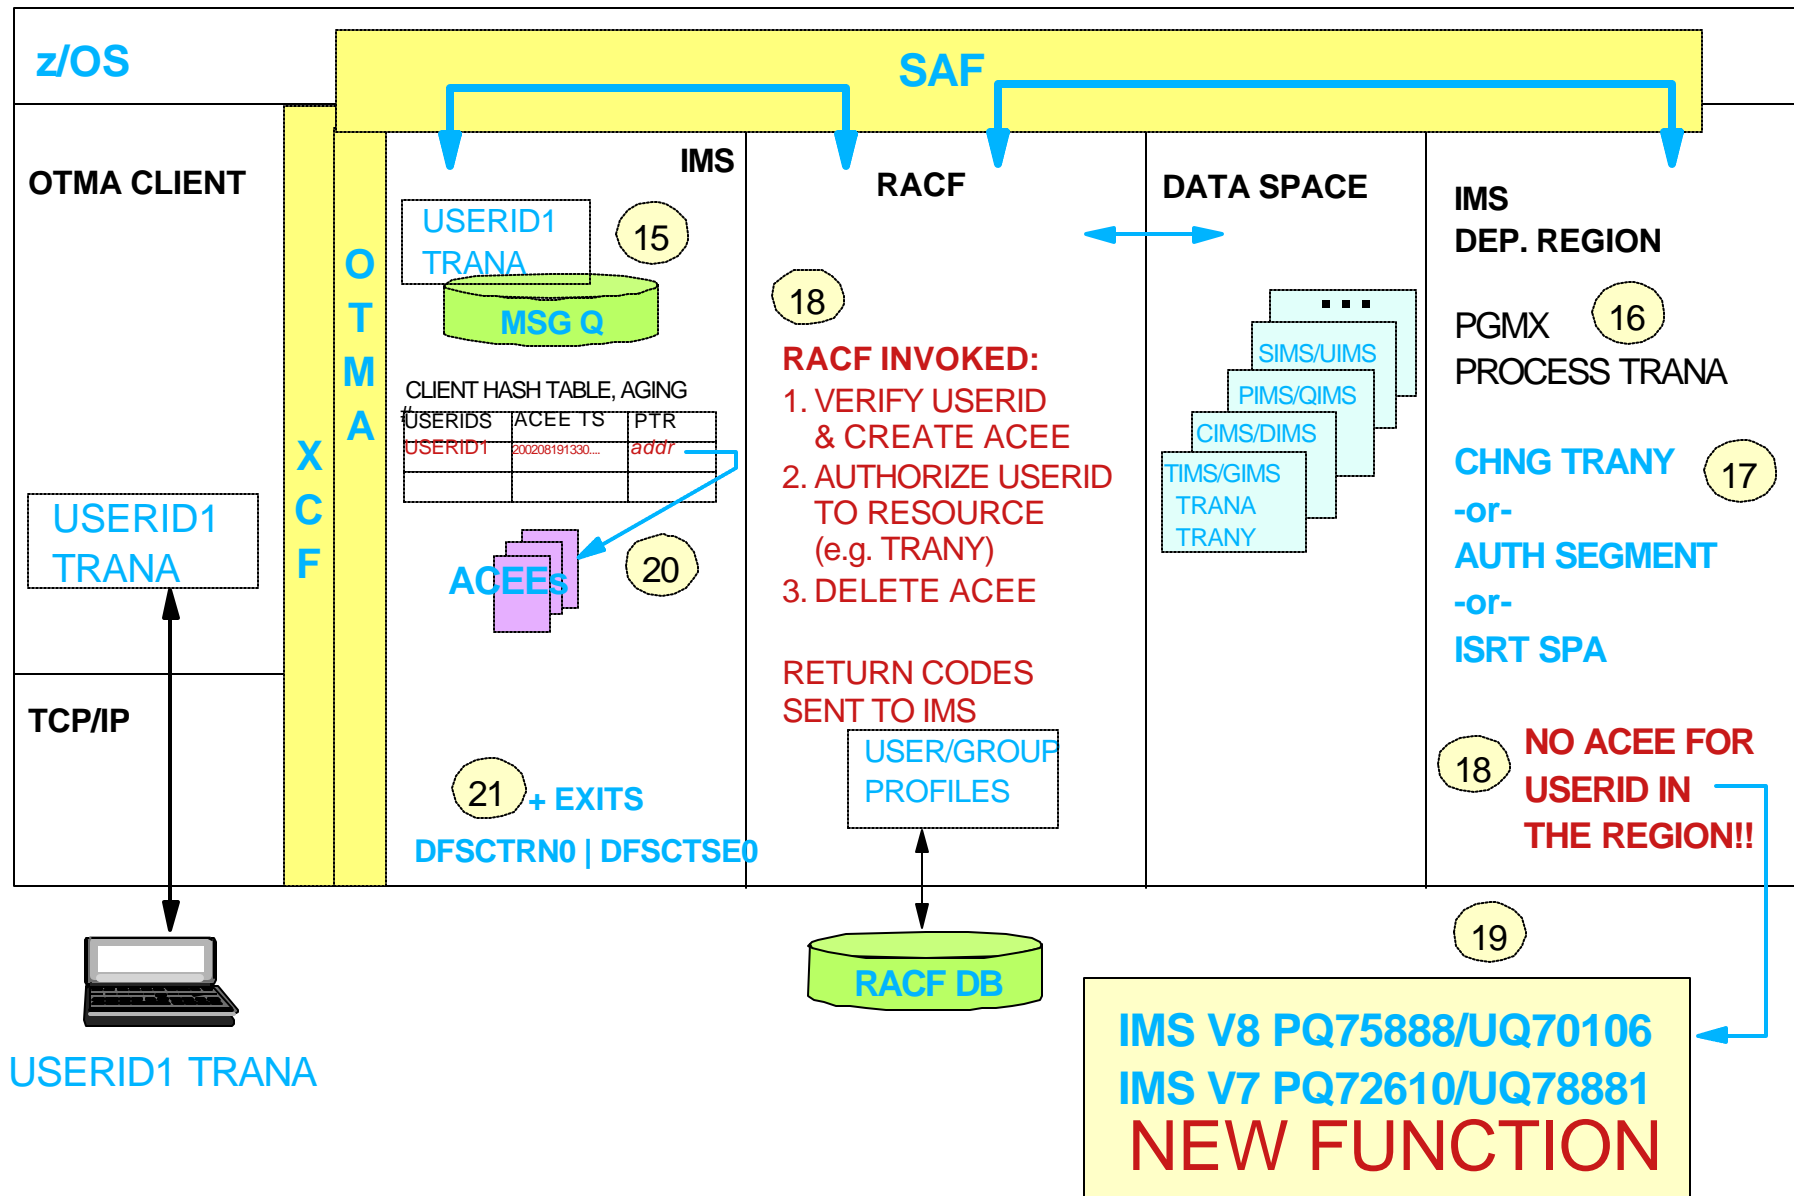 z/OS
SAF
OTMA CLIENT
USERID1
TRANA
TCP/IP
USERID1 TRANA
X
C
F
O
T
M
A
IMS
USERID1
TRANA
15
MSG Q
CLIENT HASH TABLE, AGING
#
USERIDS ACEE TS PTR
USERID1 200208191330.... addr
ACEEs
20
21 + EXITS
DFSCTRN0 | DFSCTSE0
RACF
18
RACF INVOKED:
1. VERIFY USERID
& CREATE ACEE
2. AUTHORIZE USERID
TO RESOURCE
(e.g. TRANY)
3. DELETE ACEE
RETURN CODES
SENT TO IMS
USER/GROUP
PROFILES
RACF DB
DATA SPACE
...
SIMS/UIMS
PIMS/QIMS
CIMS/DIMS
TIMS/GIMS
TRANA
TRANY
IMS
DEP. REGION
PGMX
16
PROCESS TRANA
CHNG TRANY
17
-or-
AUTH SEGMENT
-or-
ISRT SPA
18
NO ACEE FOR
USERID IN
THE REGION!!
19
IMS V8 PQ75888/UQ70106
IMS V7 PQ72610/UQ78881
NEW FUNCTION